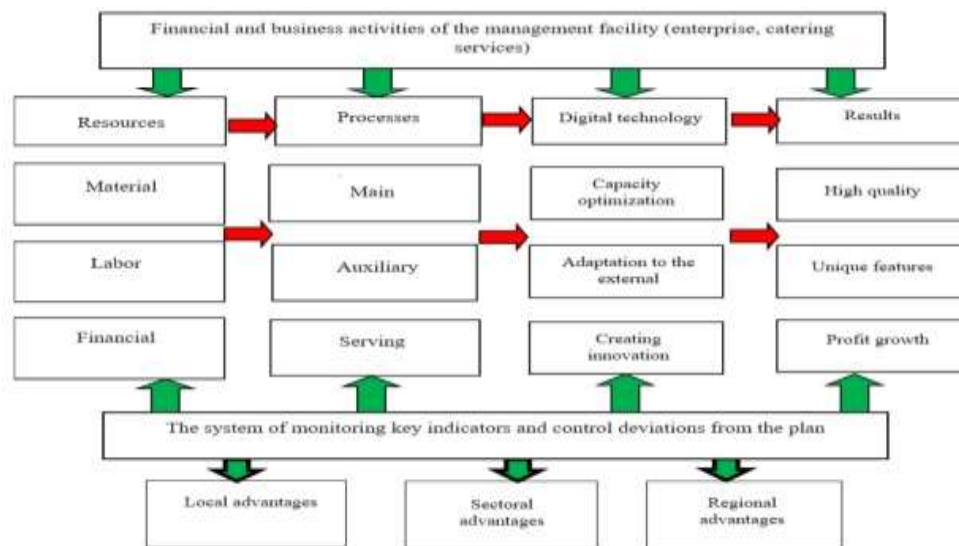 Financial and business activities of the management facility (enterprise, catering
services)
Resources
Processes
Digital technology
Results
Material
Main
Capacity
optimization
High quality
Labor
Auxiliary
Adaptation to the
external
Unique features
Financial
Serving
Creating
innovation
Profit growth
The system of monitoring key indicators and control deviations from the plan
Local advantages
Sectoral
advantages
Regional
advantages